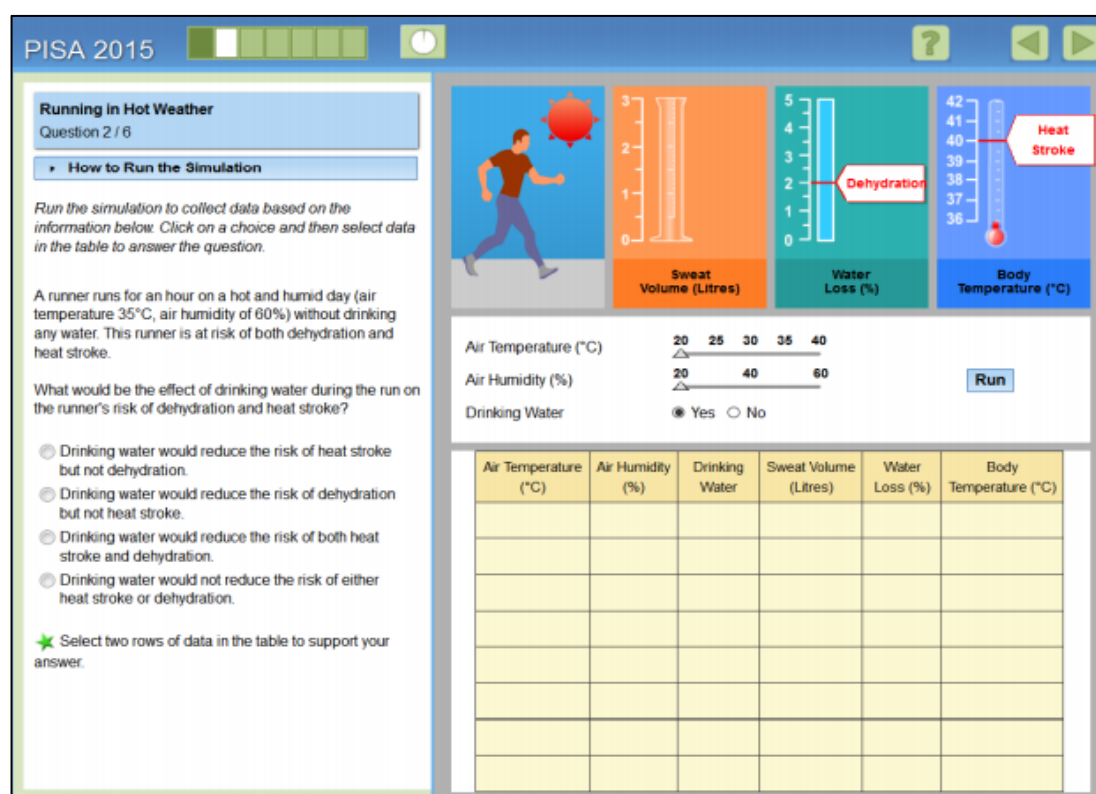 PISA 2015
?
Running in Hot Weather
Question 2 / 6
How to Run the Simulation
Run the simulation to collect data based on the
information below. Click on a choice and then select data
in the table to answer the question.
A runner runs for an hour on a hot and humid day (air
temperature 35°C, air humidity of 60%) without drinking
any water. This runner is at risk of both dehydration and
heat stroke.
What would be the effect of drinking water during the run on
the runner's risk of dehydration and heat stroke?
Drinking water would reduce the risk of heat stroke
but not dehydration.
Drinking water would reduce the risk of dehydration
but not heat stroke.
Drinking water would reduce the risk of both heat
stroke and dehydration.
Drinking water would not reduce the risk of either
heat stroke or dehydration.
Select two rows of data in the table to support your
answer.
3
2
1
0
Sweat
Volume (Litres)
5
4
3
2
1
0
Dehydration
Water
Loss (%)
42
41
40
39
38
37
36
Heat
Stroke
Body
Temperature (°C)
Air Temperature (°C) 20 25 30 35 40
Air Humidity (%) 20 40 60
Run
Drinking Water Yes No
Air Temperature Air Humidity Drinking Sweat Volume Water Body
(°C) (%) Water (Litres) Loss (%) Temperature (°C)